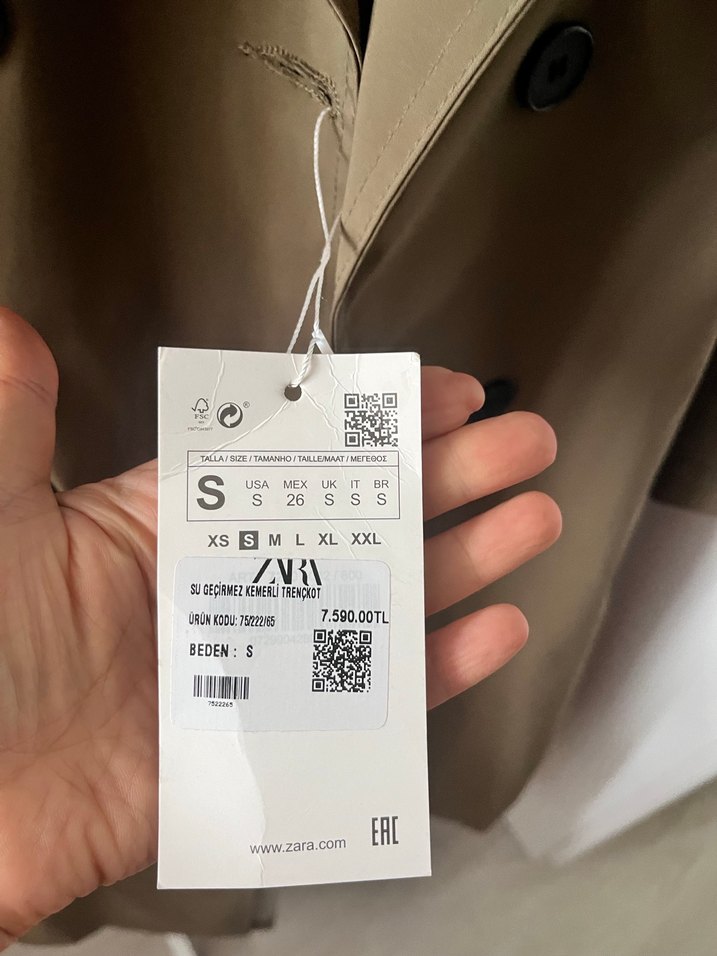 FSC
TALLA / SIZE / TAMANHO / TAILLE/MAAT / ΜΕΓΕΘΟΣ
S USA MEX UK IT BR
S 26 S S S
XS S M L XL XXL
ZARA
SU GEÇİRMEZ KEMERLİ TRENÇKOT
ÜRÜN KODU: 75/222/65 7.590.00TL
BEDEN : S
7522265
www.zara.com EAC